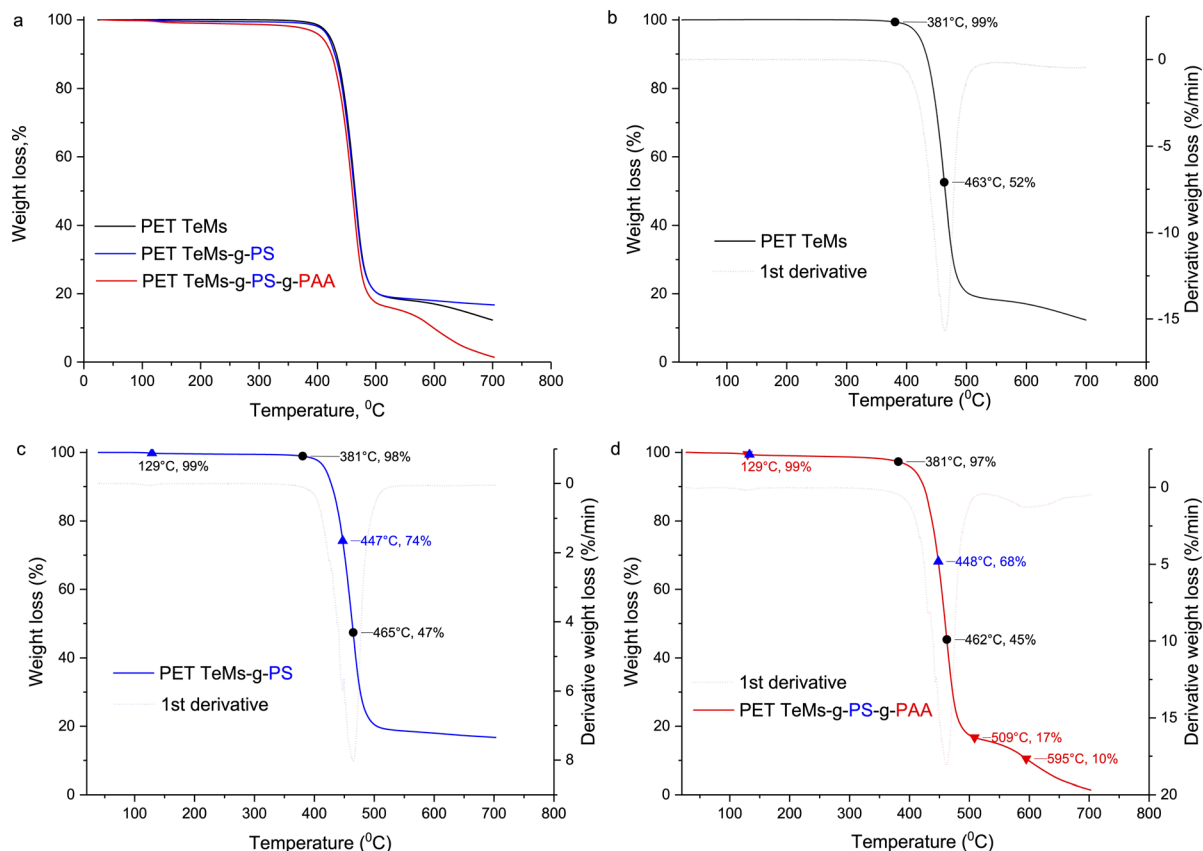 a
100
80
60
40
20
0
Weight loss,%
PET TeMs
PET TeMs-g-PS
PET TeMs-g-PS-g-PAA
0 100 200 300 400 500 600 700 800
Temperature, ⁰C
b
100
80
60
40
20
0
Weight loss (%)
381°C, 99%
463°C, 52%
PET TeMs
1st derivative
0
-5
-10
-15
Derivative weight loss (%/min)
100 200 300 400 500 600 700 800
Temperature (⁰C)
c
100
80
60
40
20
0
Weight loss (%)
129°C, 99%
381°C, 98%
447°C, 74%
465°C, 47%
PET TeMs-g-PS
1st derivative
0
2
4
6
8
Derivative weight loss (%/min)
0 100 200 300 400 500 600 700 800
Temperature (⁰C)
d
100
80
60
40
20
0
Weight loss (%)
129°C, 99%
381°C, 97%
448°C, 68%
462°C, 45%
1st derivative
PET TeMs-g-PS-g-PAA
509°C, 17%
595°C, 10%
0
5
10
15
20
Derivative weight loss (%/min)
0 100 200 300 400 500 600 700 800
Temperature (⁰C)